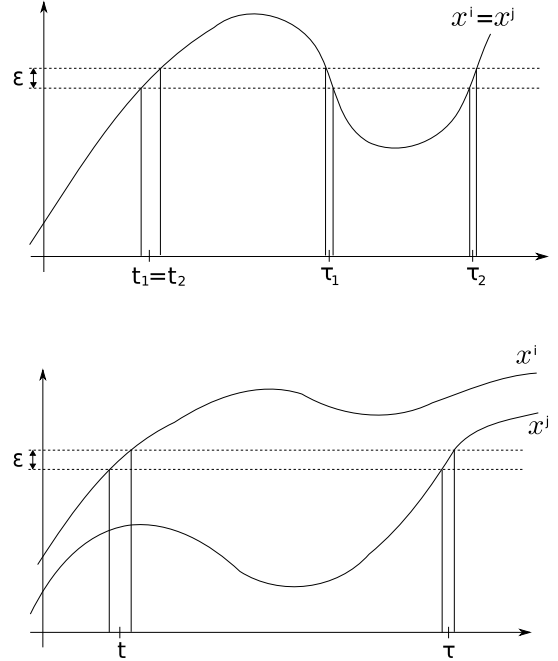 xⁱ=xʲ
ε
t₁=t₂
τ₁
τ₂
xⁱ
xʲ
ε
t
τ